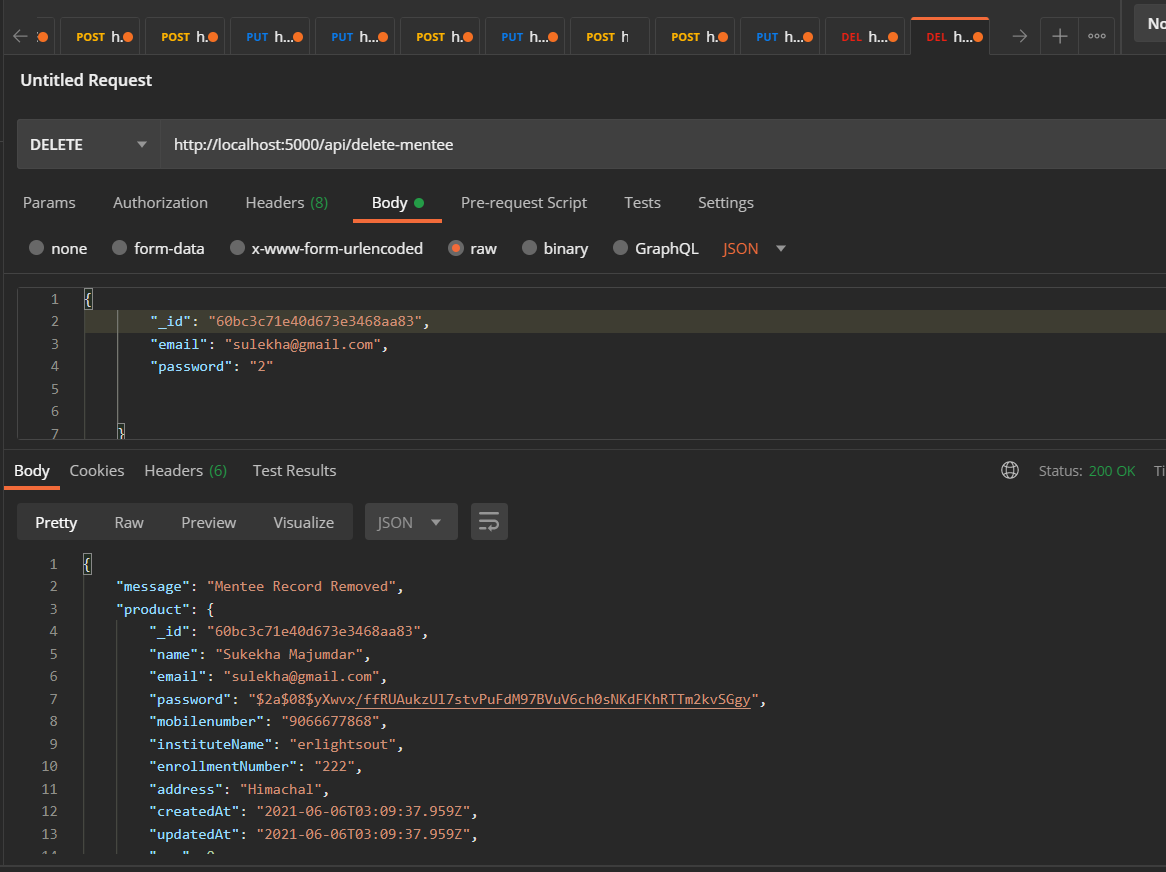 POST h.
POST h.
PUT h...
PUT h...
POST h.
PUT h...
POST h
POST h.
PUT h...
DEL h...
DEL h...
No
Untitled Request
DELETE http://localhost:5000/api/delete-mentee
Params Authorization Headers (8) Body Pre-request Script Tests Settings
none form-data x-www-form-urlencoded raw binary GraphQL JSON
1 {
2 "_id": "60bc3c71e40d673e3468aa83",
3 "email": "sulekha@gmail.com",
4 "password": "2"
5
6
7 }
Body Cookies Headers (6) Test Results Status: 200 OK Ti
Pretty Raw Preview Visualize JSON
1 {
2 "message": "Mentee Record Removed",
3 "product": {
4 "_id": "60bc3c71e40d673e3468aa83",
5 "name": "Sukekha Majumdar",
6 "email": "sulekha@gmail.com",
7 "password": "$2a$08$yXwvx/ffRUAukzUl7stvPuFdM97BVuV6ch0sNKdFKhRTTm2kvSGgy",
8 "mobilenumber": "9066677868",
9 "instituteName": "erlightsout",
10 "enrollmentNumber": "222",
11 "address": "Himachal",
12 "createdAt": "2021-06-06T03:09:37.959Z",
13 "updatedAt": "2021-06-06T03:09:37.959Z",